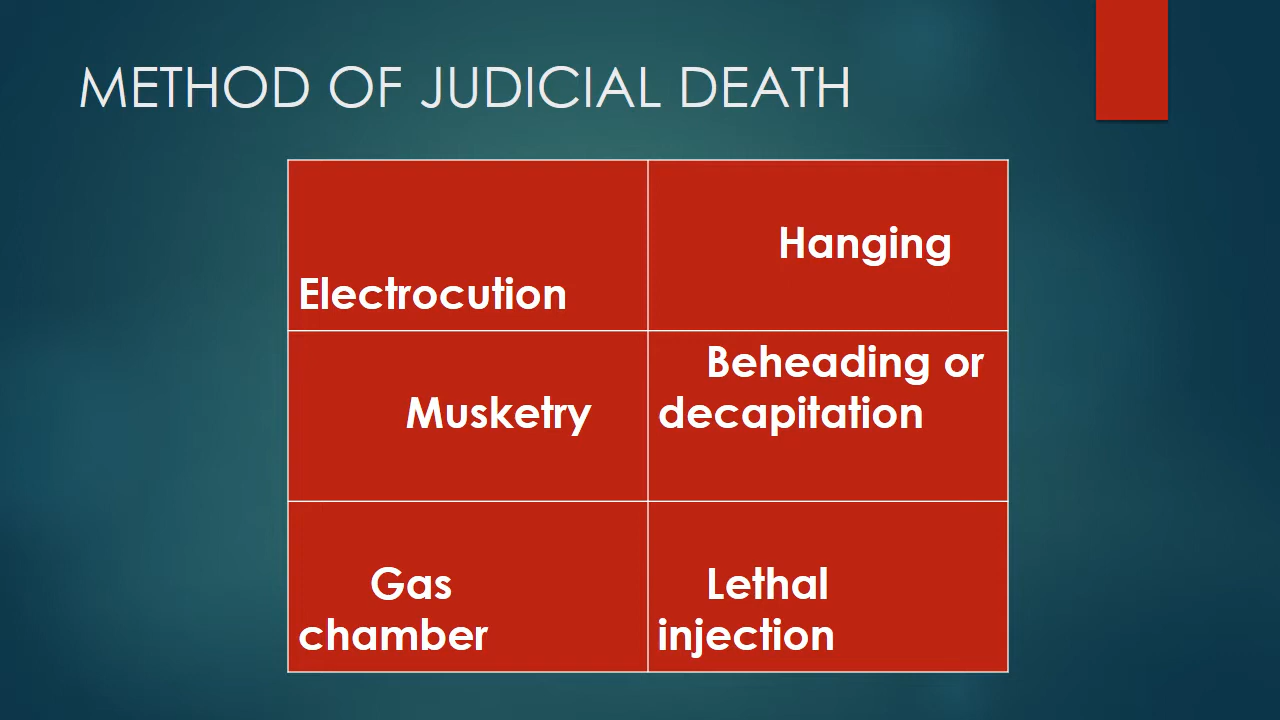 METHOD OF JUDICIAL DEATH
Electrocution
Hanging
Musketry
Beheading or
decapitation
Gas
chamber
Lethal
injection